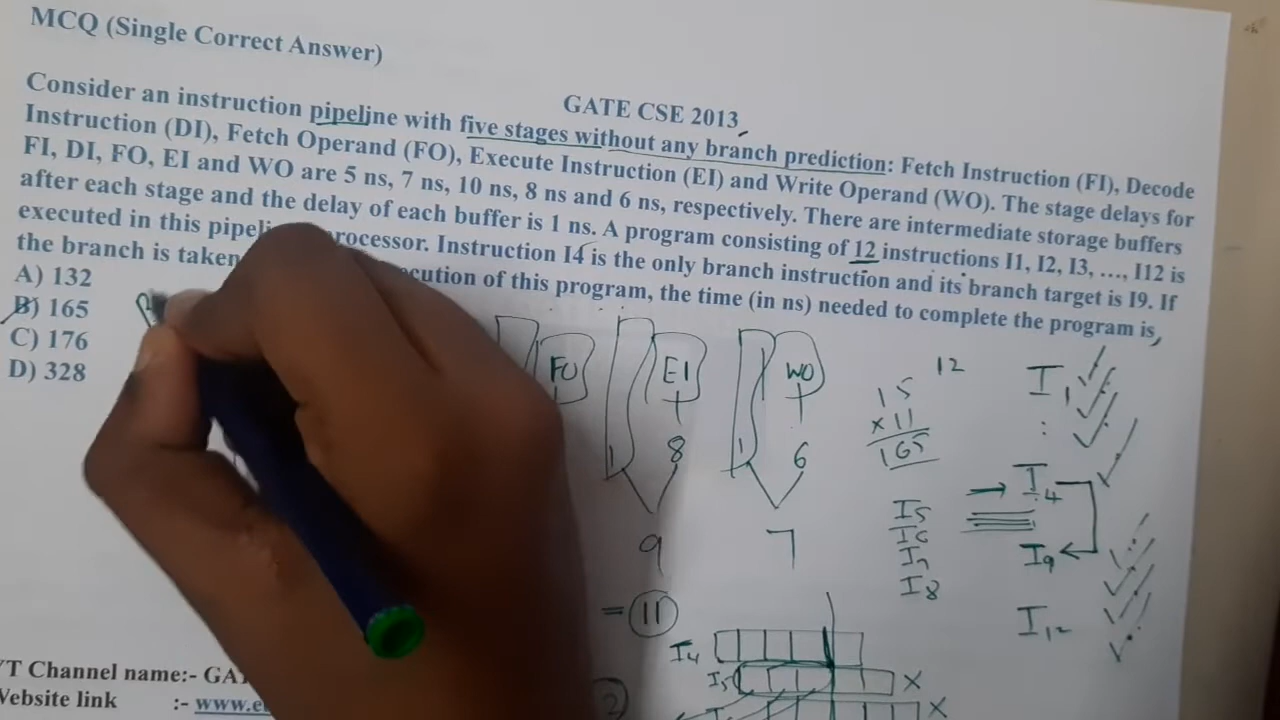 MCQ (Single Correct Answer)
GATE CSE 2013
Consider an instruction pipeline with five stages without any branch prediction: Fetch Instruction (FI), Decode
Instruction (DI), Fetch Operand (FO), Execute Instruction (EI) and Write Operand (WO). The stage delays for
FI, DI, FO, EI and WO are 5 ns, 7 ns, 10 ns, 8 ns and 6 ns, respectively. There are intermediate storage buffers
after each stage and the delay of each buffer is 1 ns. A program consisting of 12 instructions I1, I2, I3, ..., I12 is
executed in this processor. Instruction I4 is the only branch instruction and its branch target is I9. If
the branch is taken of this program, the time (in ns) needed to complete the program is
A) 132
B) 165
C) 176
D) 328
FO EI WO
1 8 1 6
9 7
12
15
x 11
165
I1
:
I4
I9
I12
I5
I6
I7
I8
= 11
I4
I5 X
X
2
YT Channel name:-
Website link :- www.